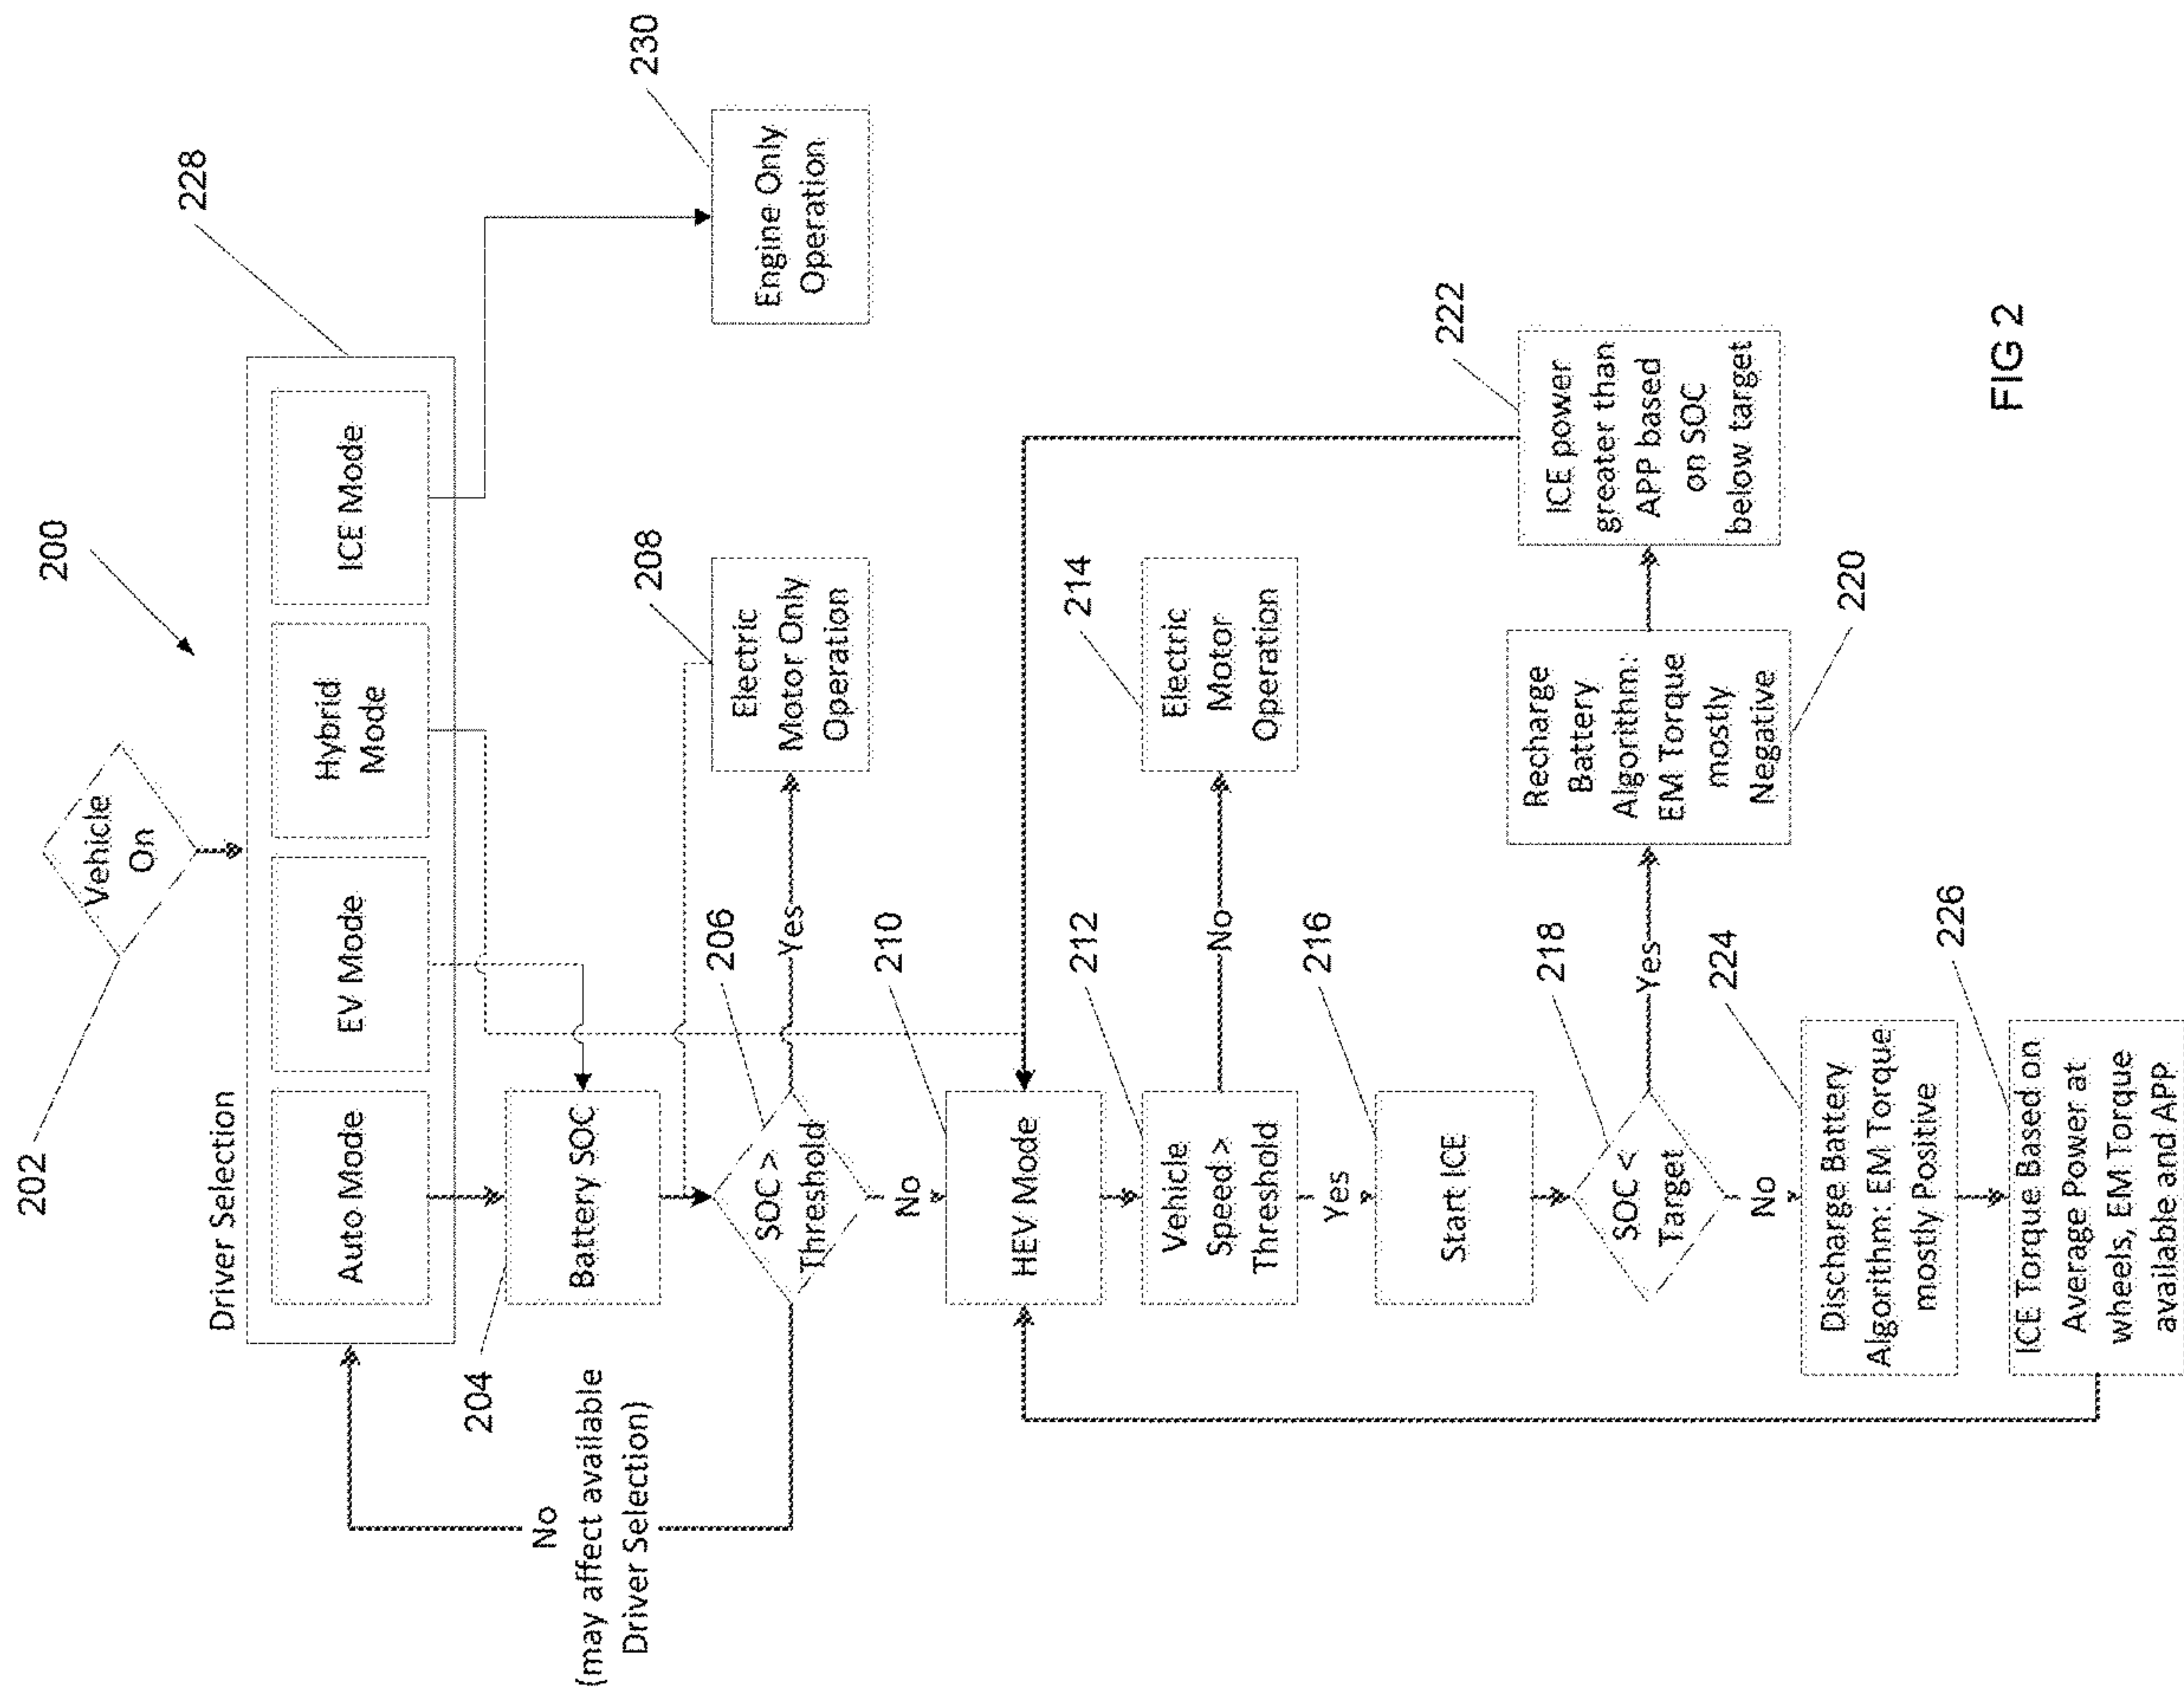 200
202
Vehicle
On
Driver Selection
228
Auto Mode
EV Mode
Hybrid
Mode
ICE Mode
204
Battery SOC
No
(may affect available
Driver Selection)
206
SOC >
Threshold
Yes
208
Electric
Motor Only
Operation
230
Engine Only
Operation
No
210
HEV Mode
212
Vehicle
Speed >
Threshold
No
214
Electric
Motor
Operation
Yes
216
Start ICE
218
SOC <
Target
Yes
Recharge
Battery
Algorithm:
EM Torque
mostly
Negative
220
222
ICE power
greater than
APP based
on SOC
below target
No
224
Discharge Battery
Algorithm: EM Torque
mostly Positive
226
ICE Torque Based on
Average Power at
wheels, EM Torque
available and APP
FIG 2